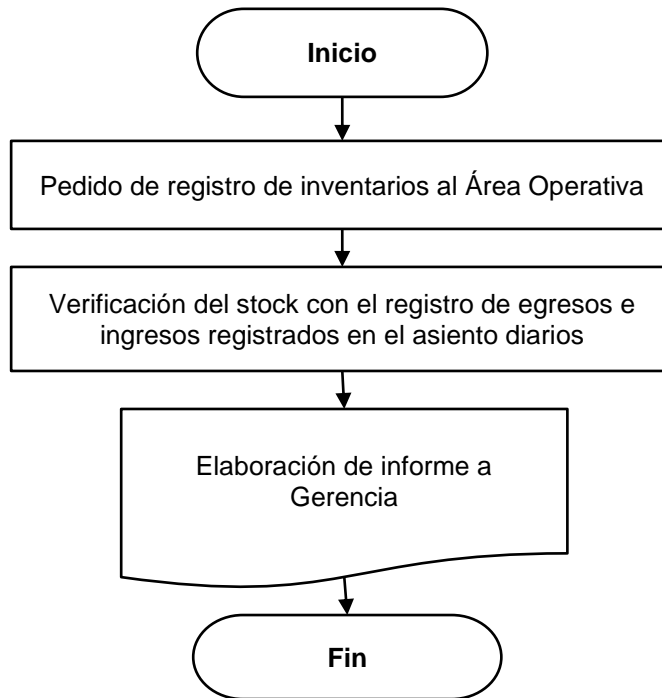 Inicio
Pedido de registro de inventarios al Área Operativa
Verificación del stock con el registro de egresos e
ingresos registrados en el asiento diarios
Elaboración de informe a
Gerencia
Fin